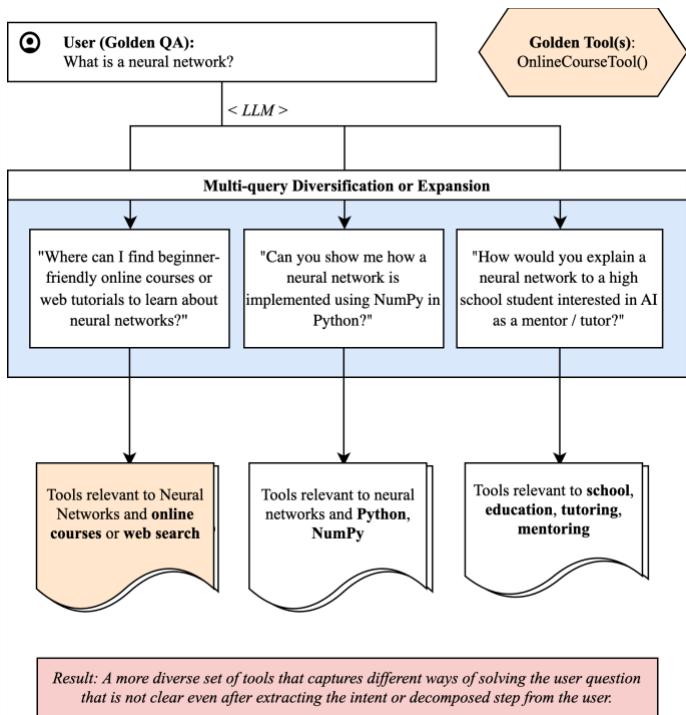 User (Golden QA):
What is a neural network?
Golden Tool(s):
OnlineCourseTool()
< LLM >
Multi-query Diversification or Expansion
"Where can I find beginner-
friendly online courses or
web tutorials to learn about
neural networks?"
"Can you show me how a
neural network is
implemented using NumPy in
Python?"
"How would you explain a
neural network to a high
school student interested in AI
as a mentor / tutor?"
Tools relevant to Neural
Networks and online
courses or web search
Tools relevant to neural
networks and Python,
NumPy
Tools relevant to school,
education, tutoring,
mentoring
Result: A more diverse set of tools that captures different ways of solving the user question
that is not clear even after extracting the intent or decomposed step from the user.